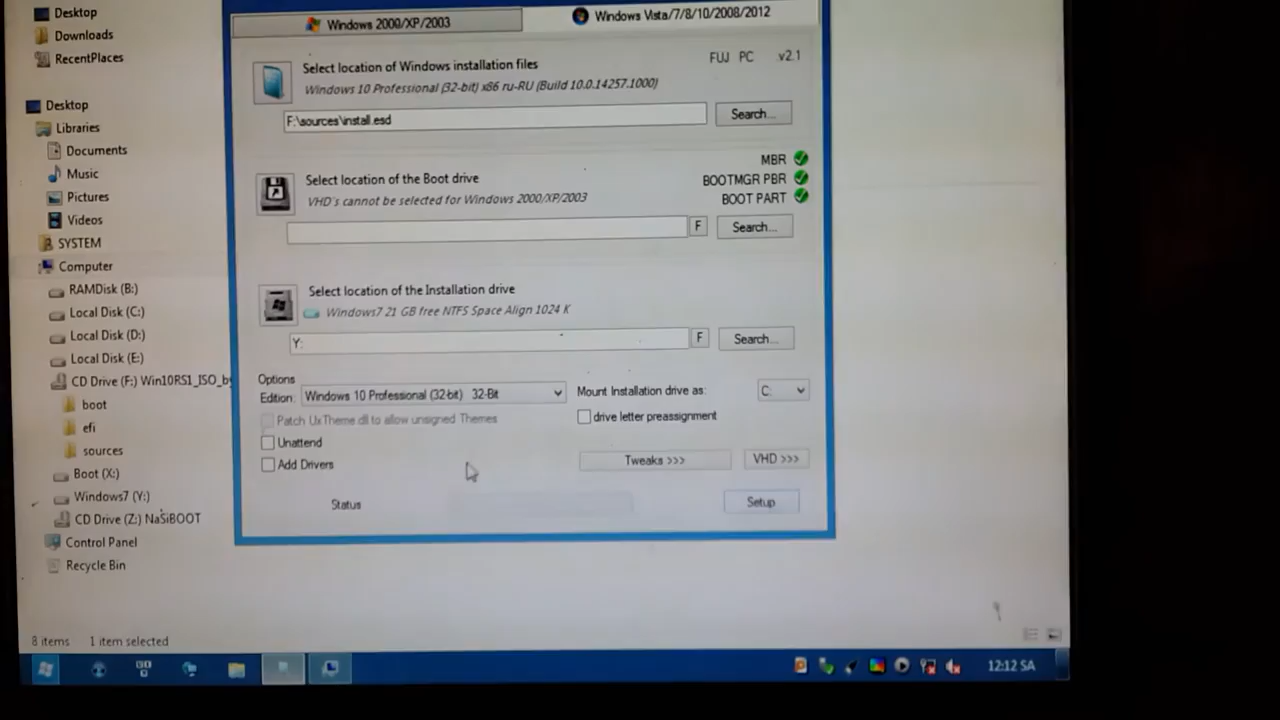 Desktop
Downloads
RecentPlaces
Desktop
Libraries
Documents
Music
Pictures
Videos
SYSTEM
Computer
RAMDisk (B:)
Local Disk (C:)
Local Disk (D:)
Local Disk (E:)
CD Drive (F:) Win10RS1_ISO_by
boot
efi
sources
Boot (X:)
Windows7 (Y:)
CD Drive (Z:) NaSiBOOT
Control Panel
Recycle Bin
8 items 1 item selected
Windows 2000/XP/2003
Windows Vista/7/8/10/2008/2012
Select location of Windows installation files
FUJ PC v2.1
Windows 10 Professional (32-bit) x86 ru-RU (Build 10.0.14257.1000)
F:\sources\install.esd
Search...
MBR
BOOTMGR PBR
BOOT PART
Select location of the Boot drive
VHD's cannot be selected for Windows 2000/XP/2003
F
Search...
Select location of the Installation drive
Windows7 21 GB free NTFS Space Align 1024 K
Y:
F
Search...
Options
Edition: Windows 10 Professional (32-bit) 32-Bit
Mount Installation drive as: C:
Patch UxTheme.dll to allow unsigned Themes
drive letter preassignment
Unattend
Add Drivers
Tweaks >>>
VHD >>>
Status
Setup
12:12 SA